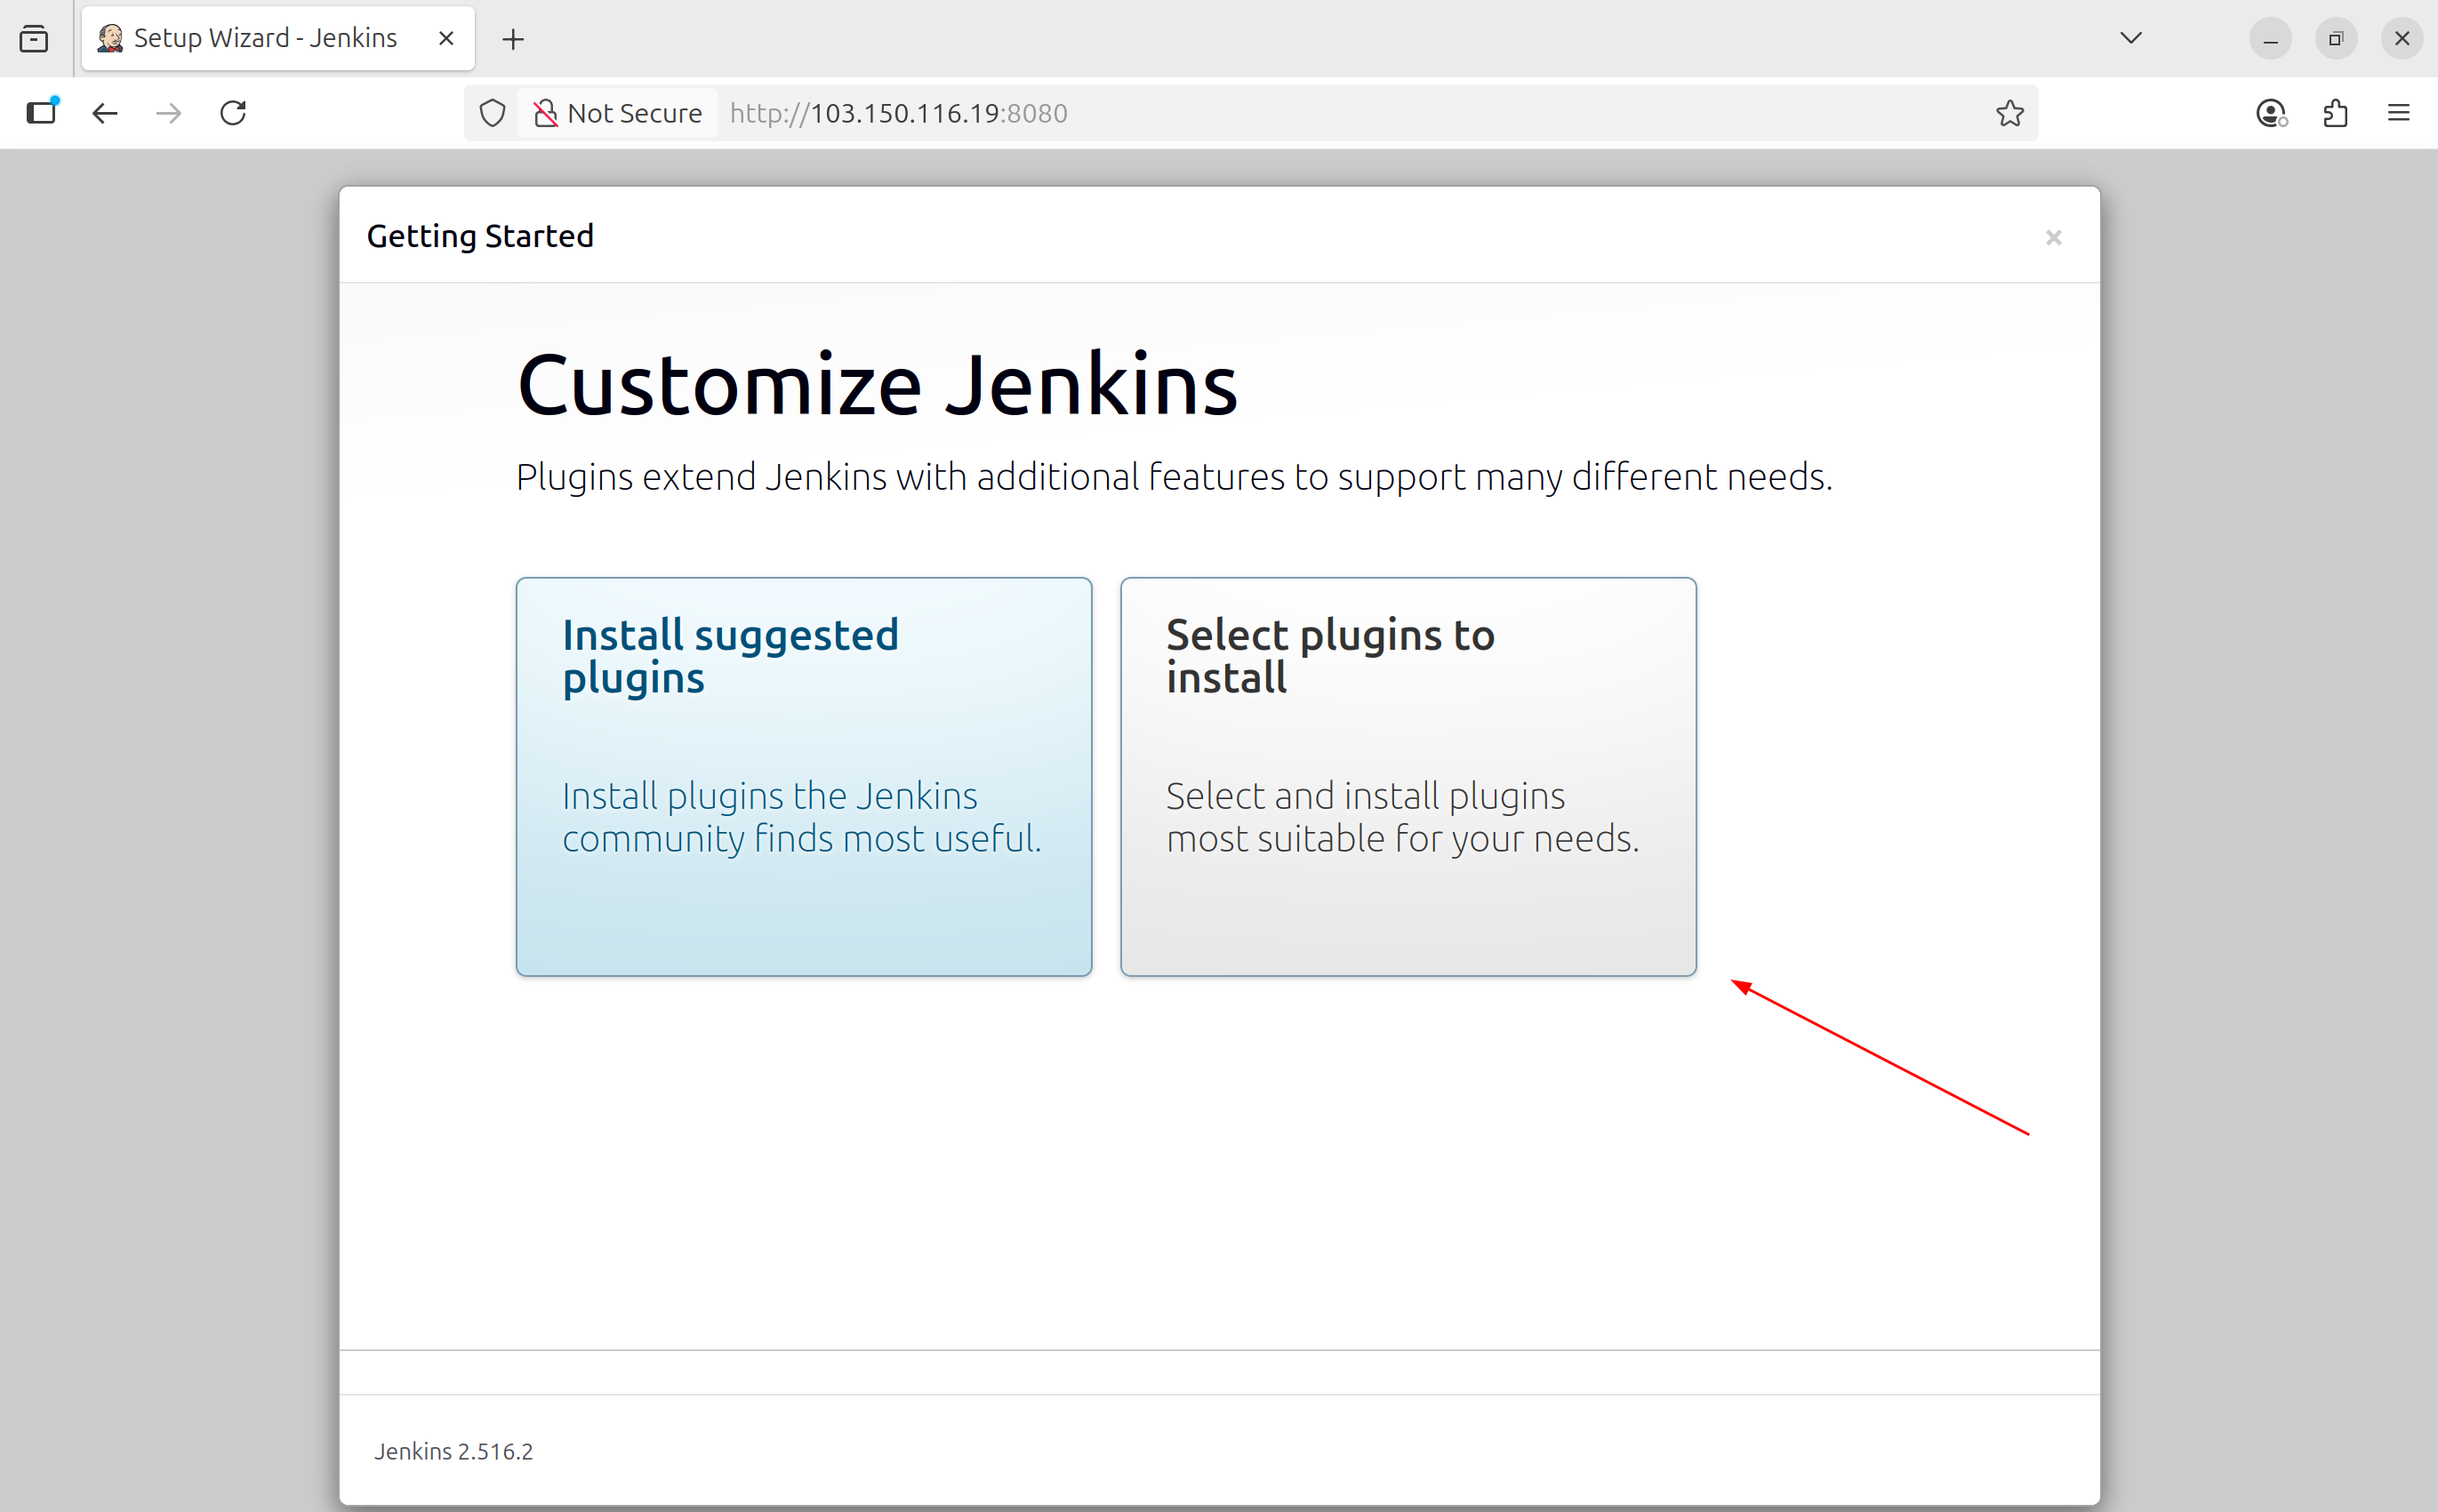 Setup Wizard - Jenkins
Not Secure http://103.150.116.19:8080
Getting Started
Customize Jenkins
Plugins extend Jenkins with additional features to support many different needs.
Install suggested
plugins
Install plugins the Jenkins
community finds most useful.
Select plugins to
install
Select and install plugins
most suitable for your needs.
Jenkins 2.516.2